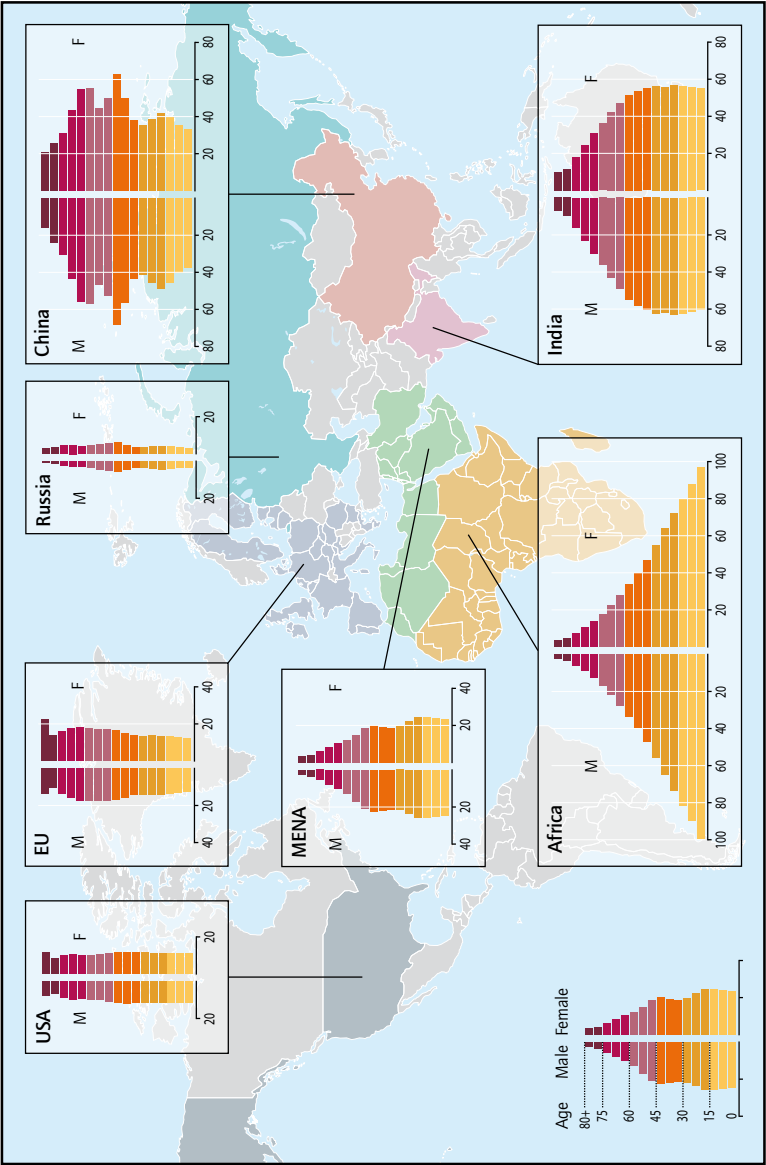 USA
M F
20 20
EU
M F
40 20 20 40
Russia
M F
20 20
China
M F
80 60 40 20 20 40 60 80
MENA
M F
40 20 20 40
Age Male Female
80+
75
60
45
30
15
0
Africa
M F
100 80 60 40 20 20 40 60 80 100
India
M F
80 60 40 20 20 40 60 80